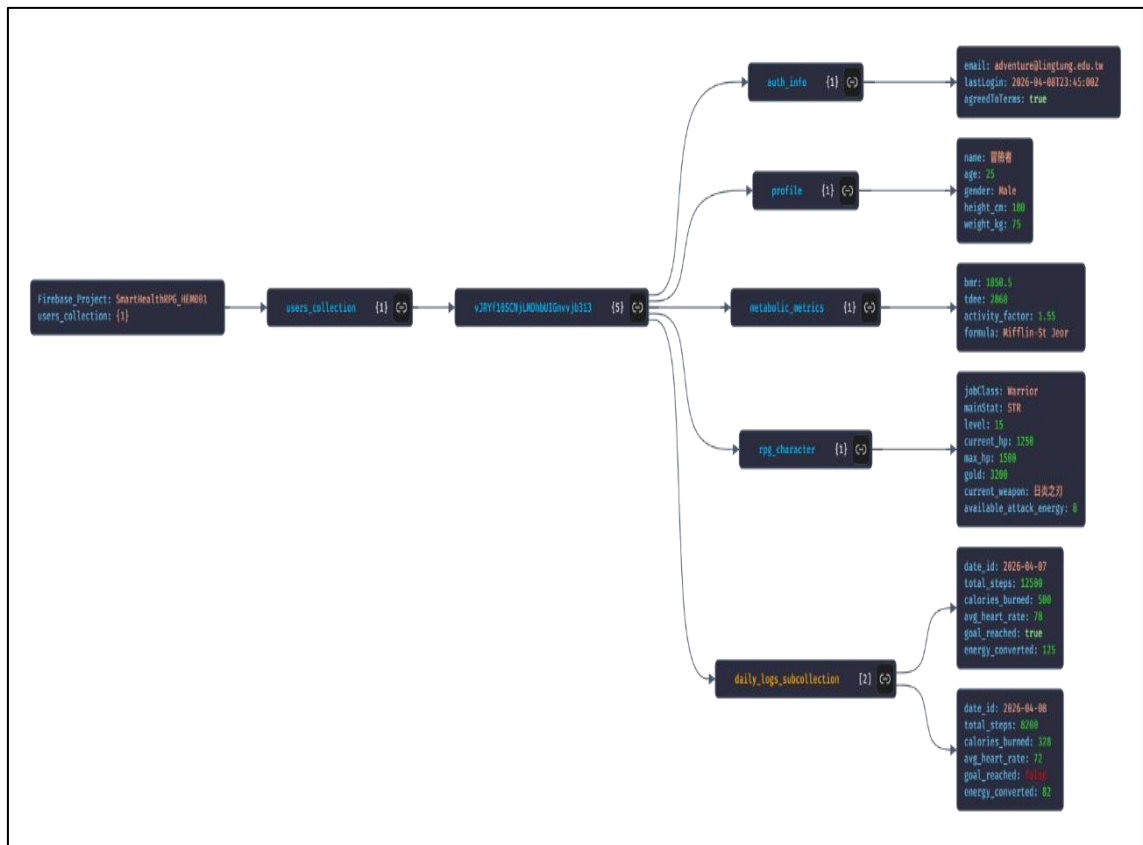 Firebase_Project: SmartHealthRPG_HEM001
users_collection: {1}
users_collection {1}
{5}
auth_info {1}
email: adventure@lingtung.edu.tw
lastLogin: 2026-04-08T23:45:00Z
agreedToTerms: true
profile {1}
name: 冒險者
age: 25
gender: Male
height_cm: 180
weight_kg: 75
metabolic_metrics {1}
bmr: 1850.5
tdee: 2868
activity_factor: 1.55
formula: Mifflin-St Jeor
rpg_character {1}
jobClass: Warrior
mainStat: STR
level: 15
current_hp: 1250
max_hp: 1500
gold: 3200
current_weapon: 日炎之刃
available_attack_energy: 8
daily_logs_subcollection [2]
date_id: 2026-04-07
total_steps: 12500
calories_burned: 500
avg_heart_rate: 78
goal_reached: true
energy_converted: 125
date_id: 2026-04-08
total_steps: 8200
calories_burned: 328
avg_heart_rate: 72
goal_reached: false
energy_converted: 82